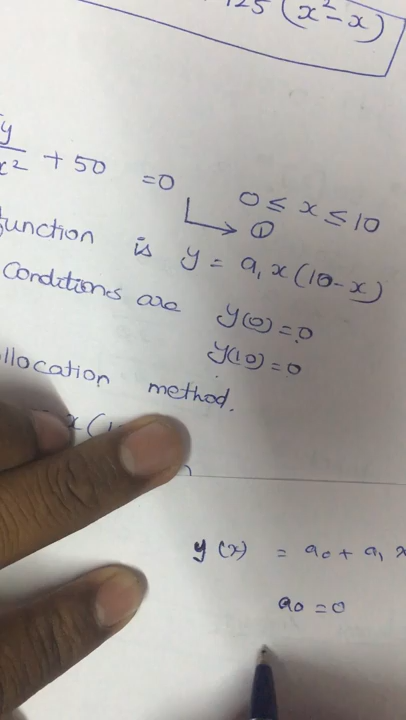 125 (x² - x)
y/x² + 50 = 0 0 ≤ x ≤ 10
→ ①
function is y = a₁ x (10 - x)
Conditions are y(0) = 0
y(10) = 0
llocation method.
x(
y(x) = a₀ + a₁ x
a₀ = 0